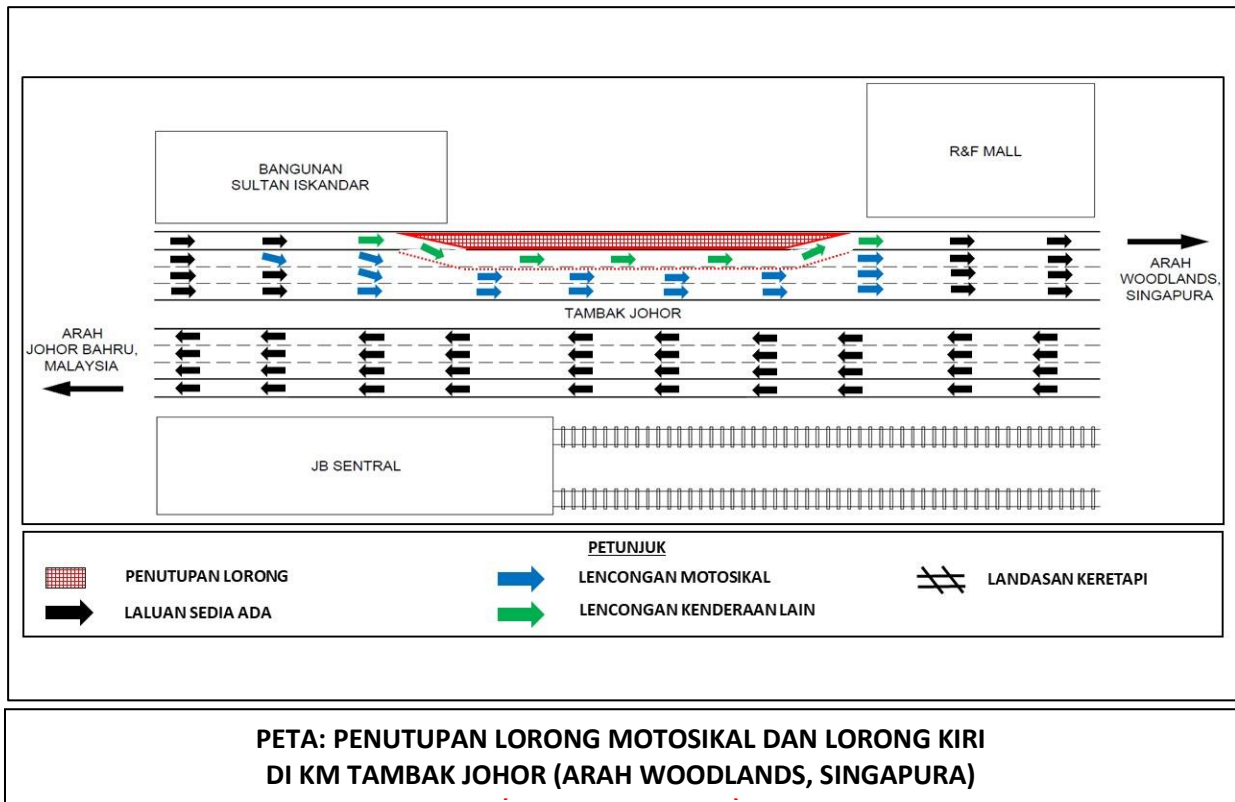 BANGUNAN
SULTAN ISKANDAR
R&F MALL
ARAH
WOODLANDS,
SINGAPURA
TAMBAK JOHOR
ARAH
JOHOR BAHRU,
MALAYSIA
JB SENTRAL
PETUNJUK
PENUTUPAN LORONG
LENCONGAN MOTOSIKAL
LANDASAN KERETAPI
LALUAN SEDIA ADA
LENCONGAN KENDERAAN LAIN
PETA: PENUTUPAN LORONG MOTOSIKAL DAN LORONG KIRI
DI KM TAMBAK JOHOR (ARAH WOODLANDS, SINGAPURA)